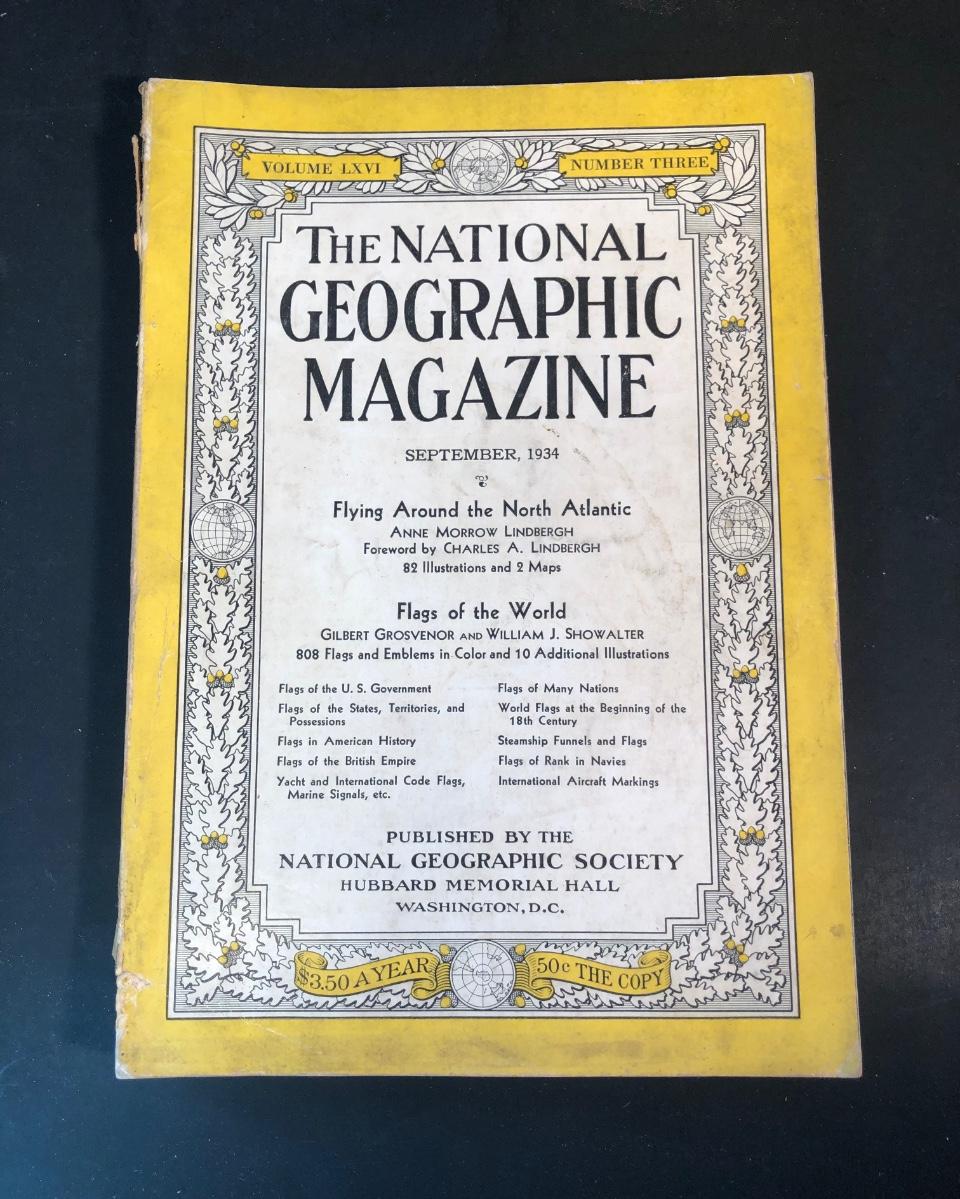 VOLUME LXVI
NUMBER THREE
THE NATIONAL
GEOGRAPHIC
MAGAZINE
SEPTEMBER, 1934
Flying Around the North Atlantic
ANNE MORROW LINDBERGH
Foreword by CHARLES A. LINDBERGH
82 Illustrations and 2 Maps
Flags of the World
GILBERT GROSVENOR AND WILLIAM J. SHOWALTER
808 Flags and Emblems in Color and 10 Additional Illustrations
Flags of the U. S. Government
Flags of the States, Territories, and
Possessions
Flags in American History
Flags of the British Empire
Yacht and International Code Flags,
Marine Signals, etc.
Flags of Many Nations
World Flags at the Beginning of the
18th Century
Steamship Funnels and Flags
Flags of Rank in Navies
International Aircraft Markings
PUBLISHED BY THE
NATIONAL GEOGRAPHIC SOCIETY
HUBBARD MEMORIAL HALL
WASHINGTON, D.C.
$3.50 A YEAR
50c THE COPY